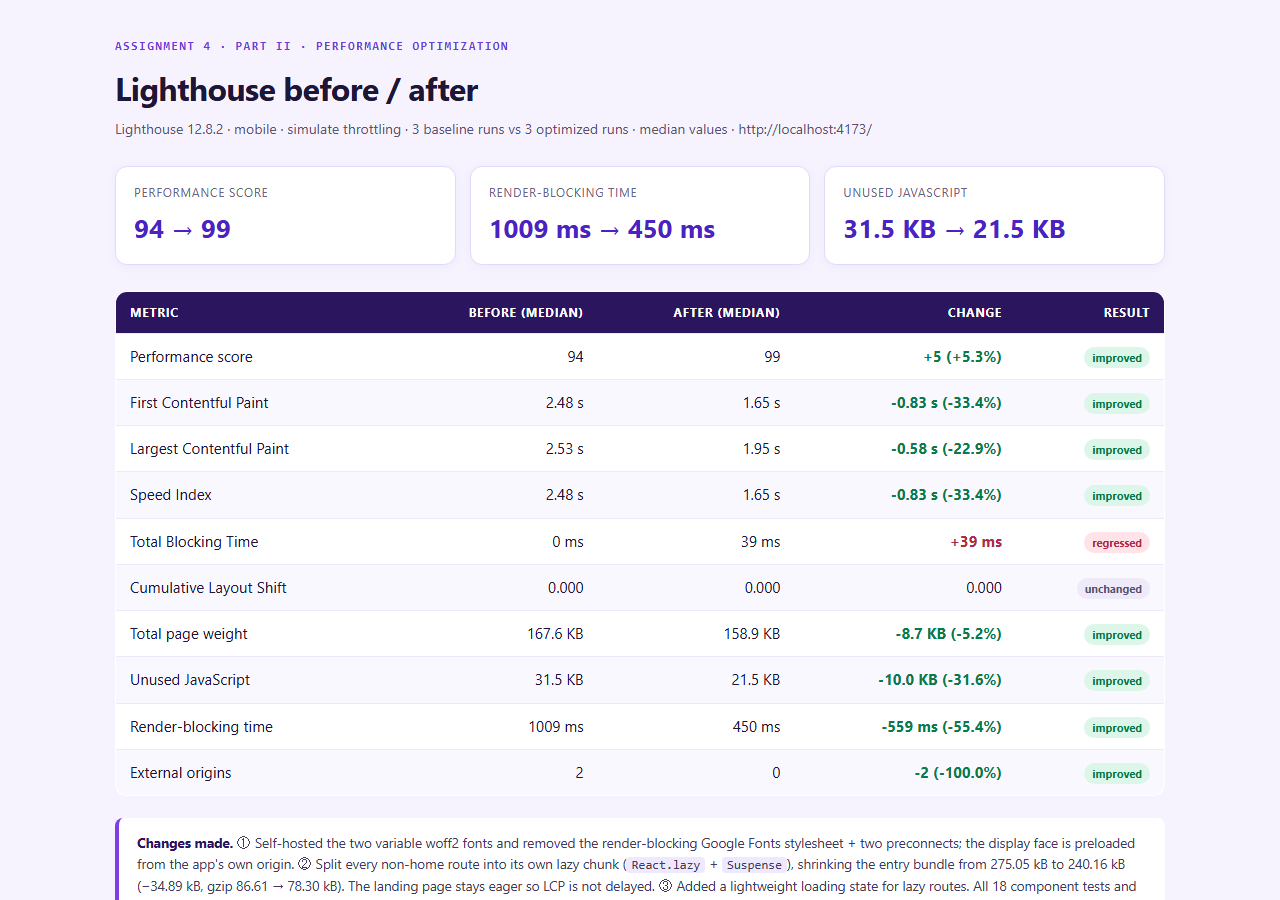 ASSIGNMENT 4 · PART II · PERFORMANCE OPTIMIZATION
Lighthouse before / after
Lighthouse 12.8.2 · mobile · simulate throttling · 3 baseline runs vs 3 optimized runs · median values · http://localhost:4173/
PERFORMANCE SCORE
94 → 99
RENDER-BLOCKING TIME
1009 ms → 450 ms
UNUSED JAVASCRIPT
31.5 KB → 21.5 KB
METRIC BEFORE (MEDIAN) AFTER (MEDIAN) CHANGE RESULT
Performance score 94 99 +5 (+5.3%) improved
First Contentful Paint 2.48 s 1.65 s -0.83 s (-33.4%) improved
Largest Contentful Paint 2.53 s 1.95 s -0.58 s (-22.9%) improved
Speed Index 2.48 s 1.65 s -0.83 s (-33.4%) improved
Total Blocking Time 0 ms 39 ms +39 ms regressed
Cumulative Layout Shift 0.000 0.000 0.000 unchanged
Total page weight 167.6 KB 158.9 KB -8.7 KB (-5.2%) improved
Unused JavaScript 31.5 KB 21.5 KB -10.0 KB (-31.6%) improved
Render-blocking time 1009 ms 450 ms -559 ms (-55.4%) improved
External origins 2 0 -2 (-100.0%) improved
Changes made. ① Self-hosted the two variable woff2 fonts and removed the render-blocking Google Fonts stylesheet + two preconnects; the display face is preloaded
from the app's own origin. ② Split every non-home route into its own lazy chunk (React.lazy + Suspense), shrinking the entry bundle from 275.05 kB to 240.16 kB
(−34.89 kB, gzip 86.61 → 78.30 kB). The landing page stays eager so LCP is not delayed. ③ Added a lightweight loading state for lazy routes. All 18 component tests and